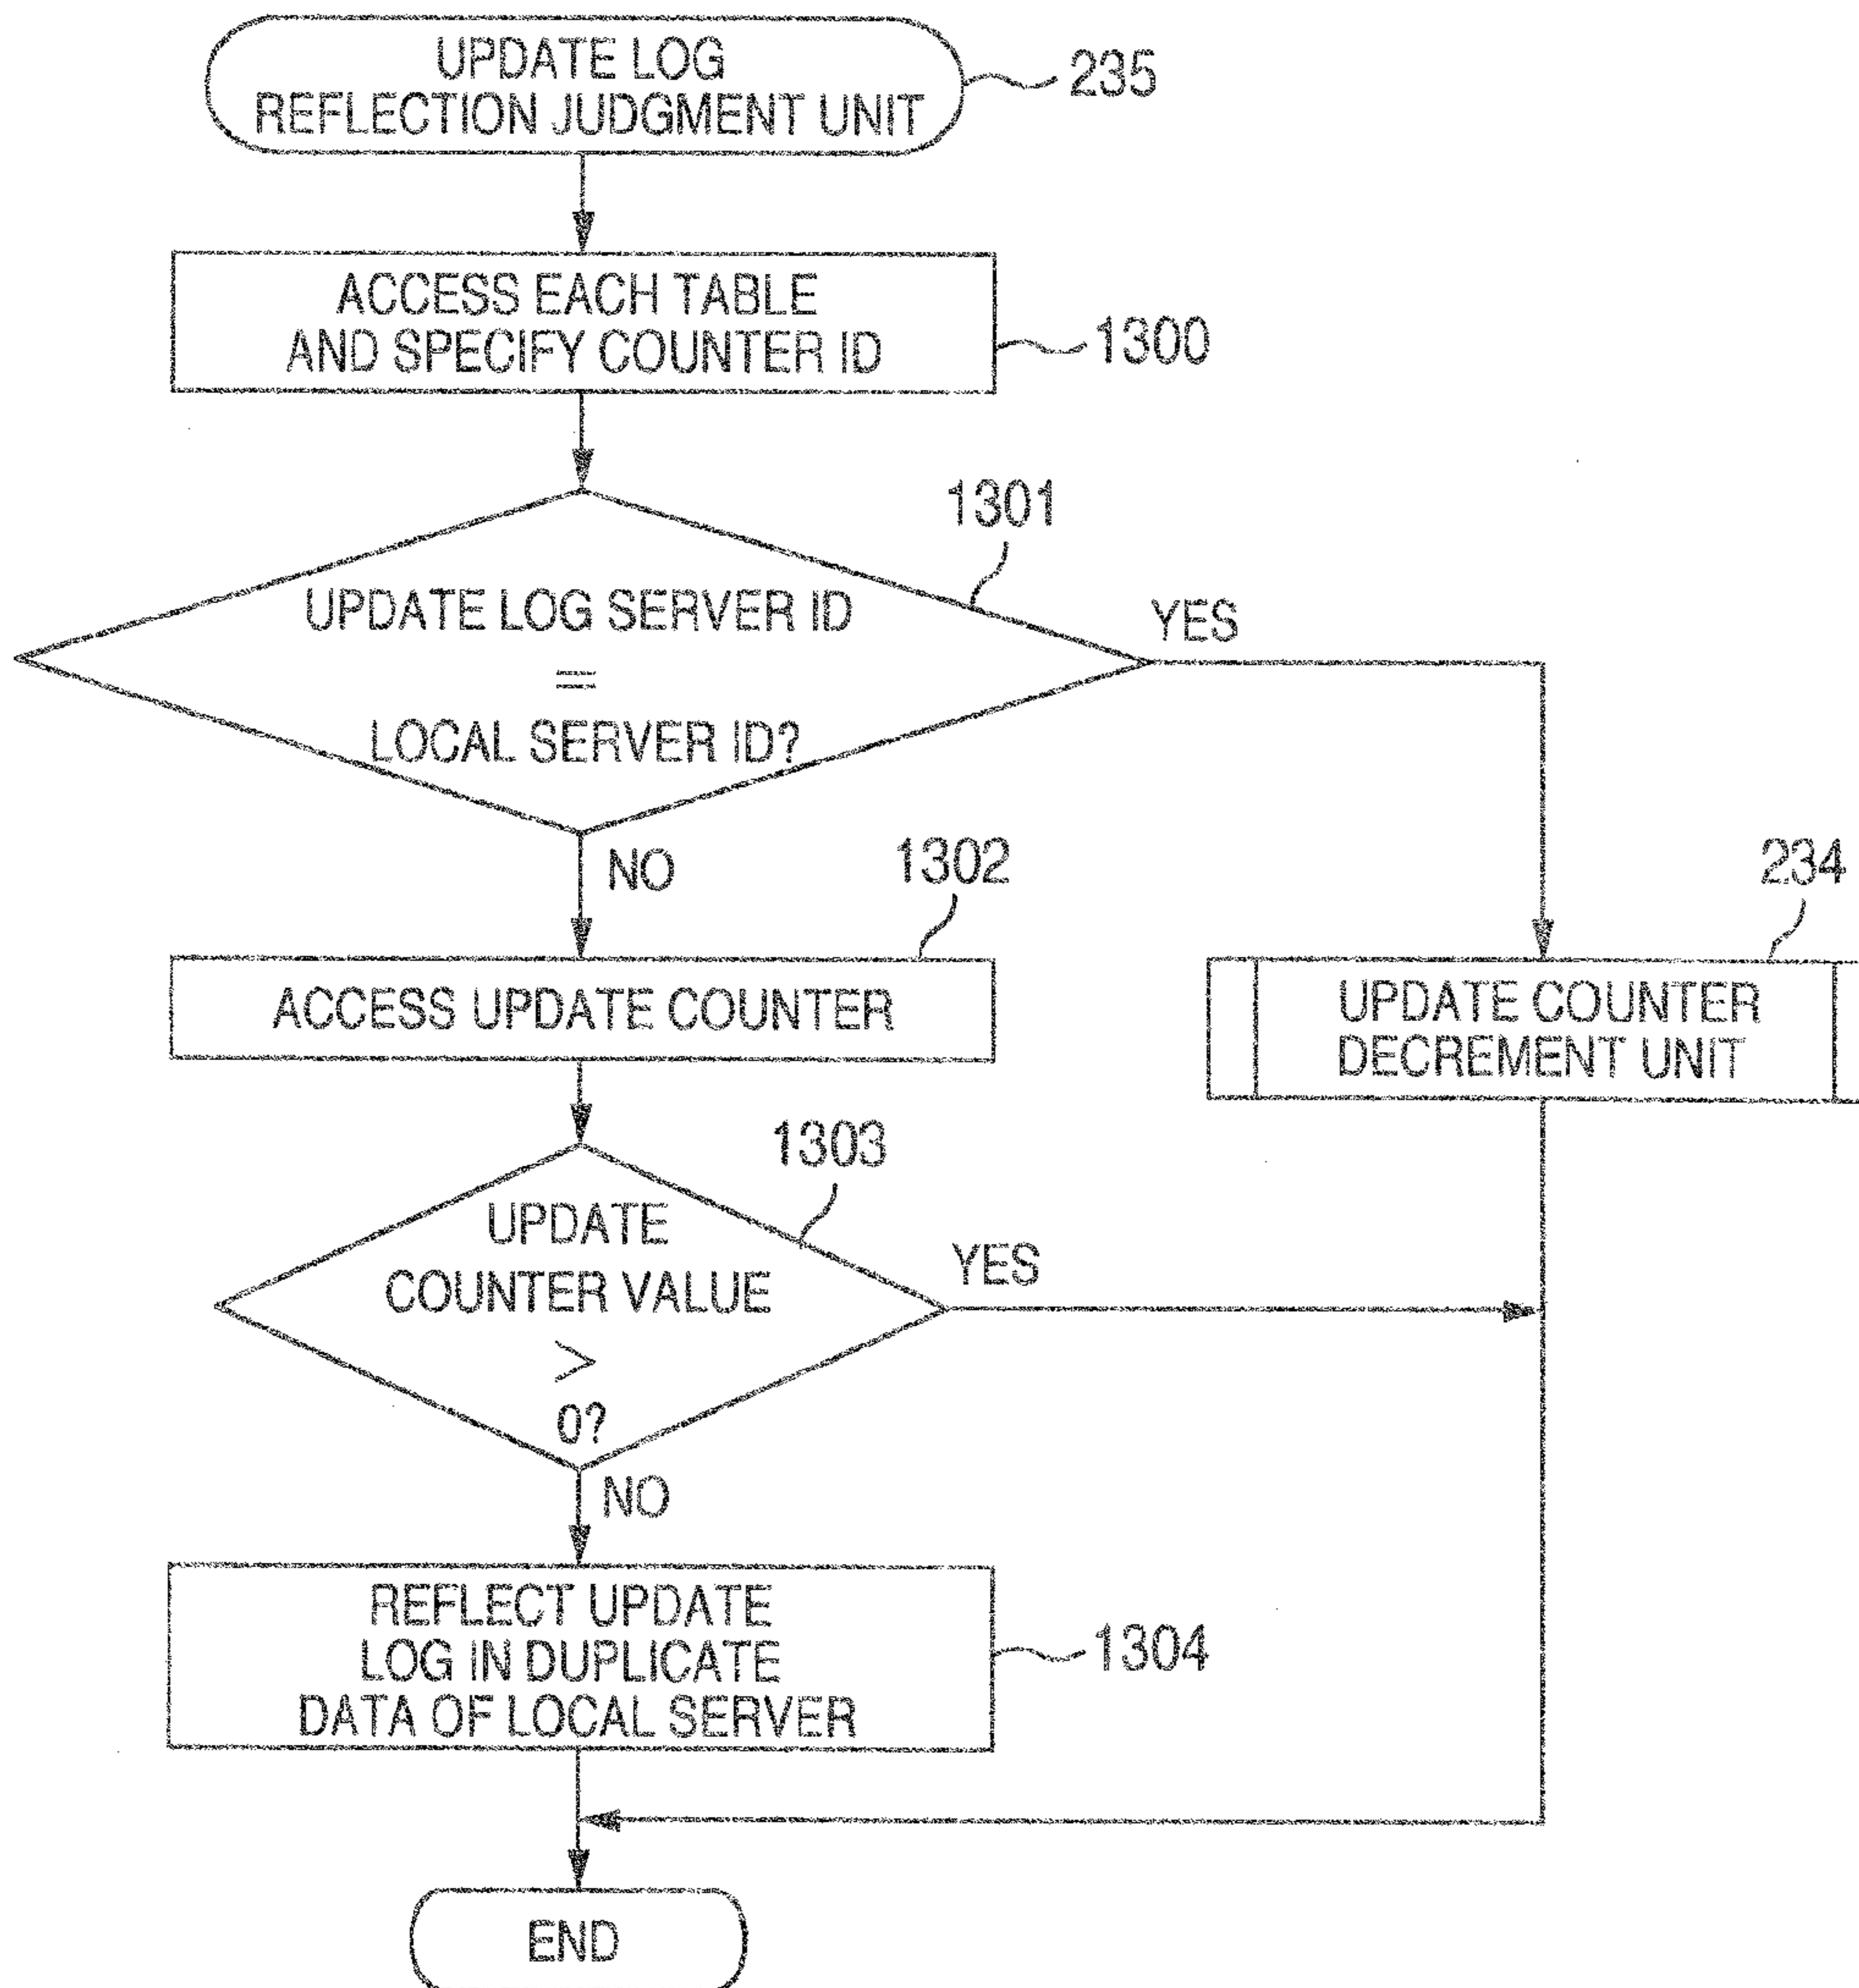 UPDATE LOG
REFLECTION JUDGMENT UNIT
235
ACCESS EACH TABLE
AND SPECIFY COUNTER ID
1300
1301
UPDATE LOG SERVER ID
=
LOCAL SERVER ID?
YES
NO
1302
234
ACCESS UPDATE COUNTER
UPDATE COUNTER
DECREMENT UNIT
1303
UPDATE
COUNTER VALUE
>
0?
YES
NO
REFLECT UPDATE
LOG IN DUPLICATE
DATA OF LOCAL SERVER
1304
END